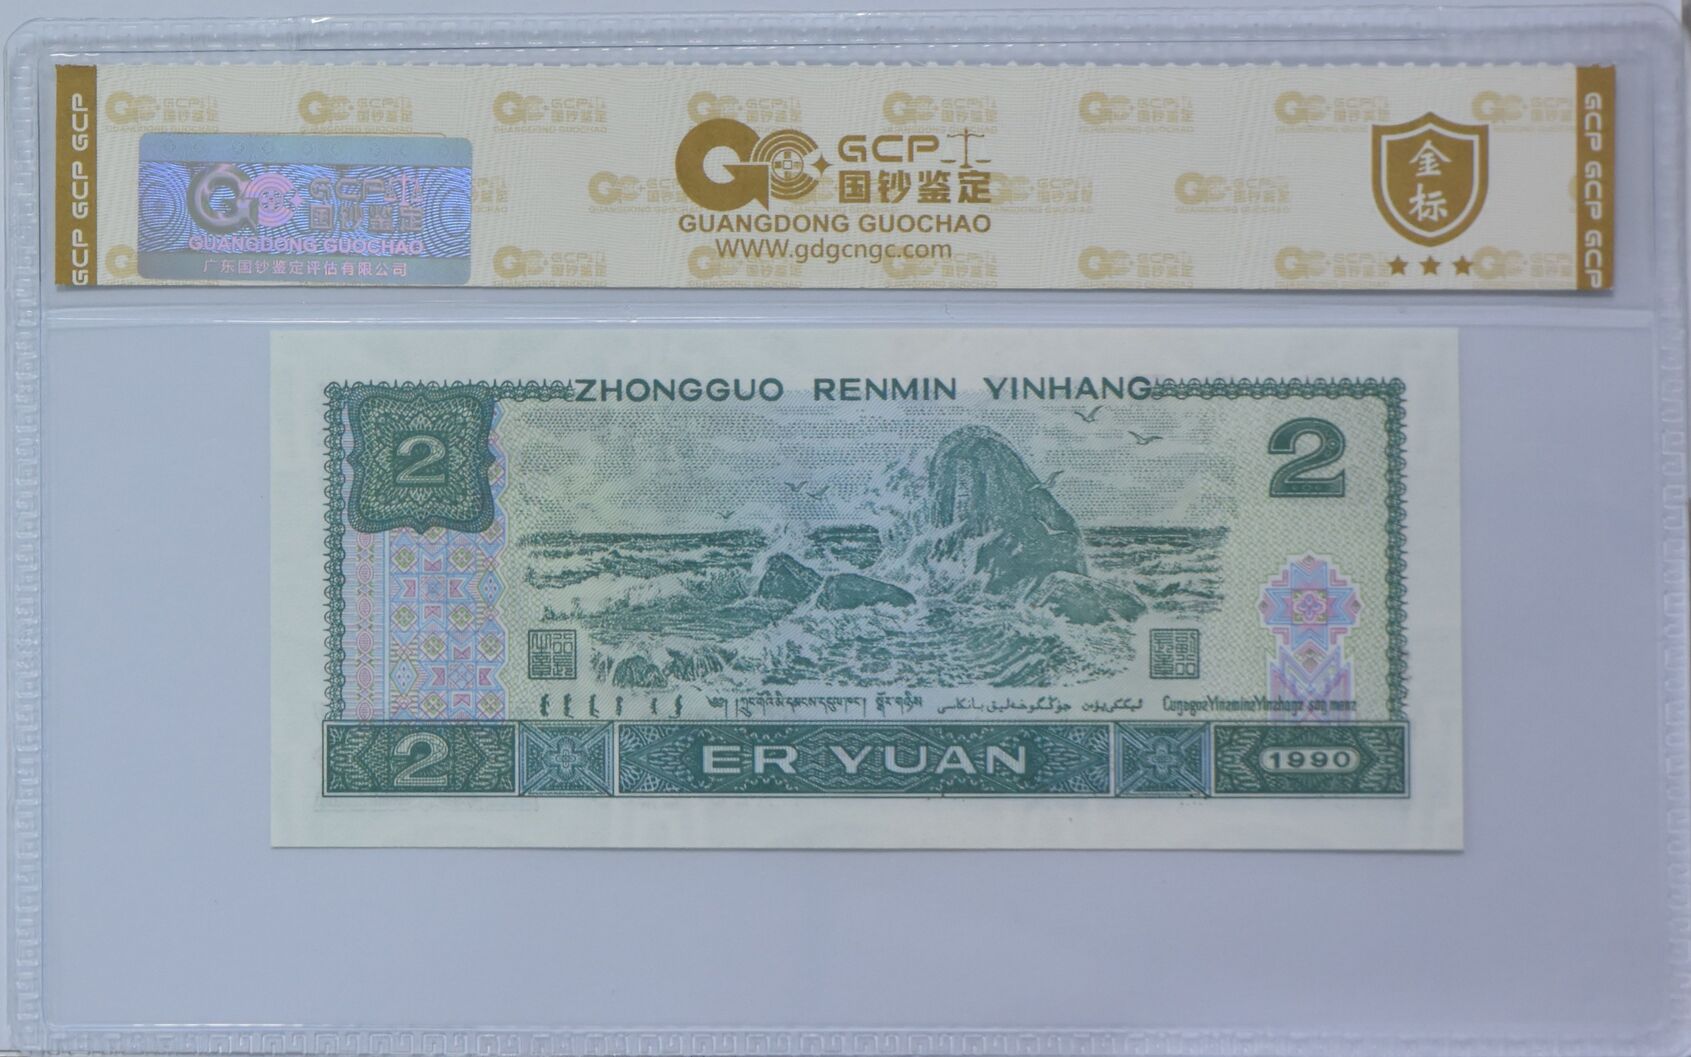 GCP GCP GCP
GCP
国钞鉴定
GUANGDONG GUOCHAO
WWW.gdgcngc.com
GCP
国钞鉴定
GUANGDONG GUOCHAO
广东国钞鉴定评估有限公司
金
标
GCP GCP GCP
ZHONGGUO RENMIN YINHANG
2
2
2
ER YUAN
1990